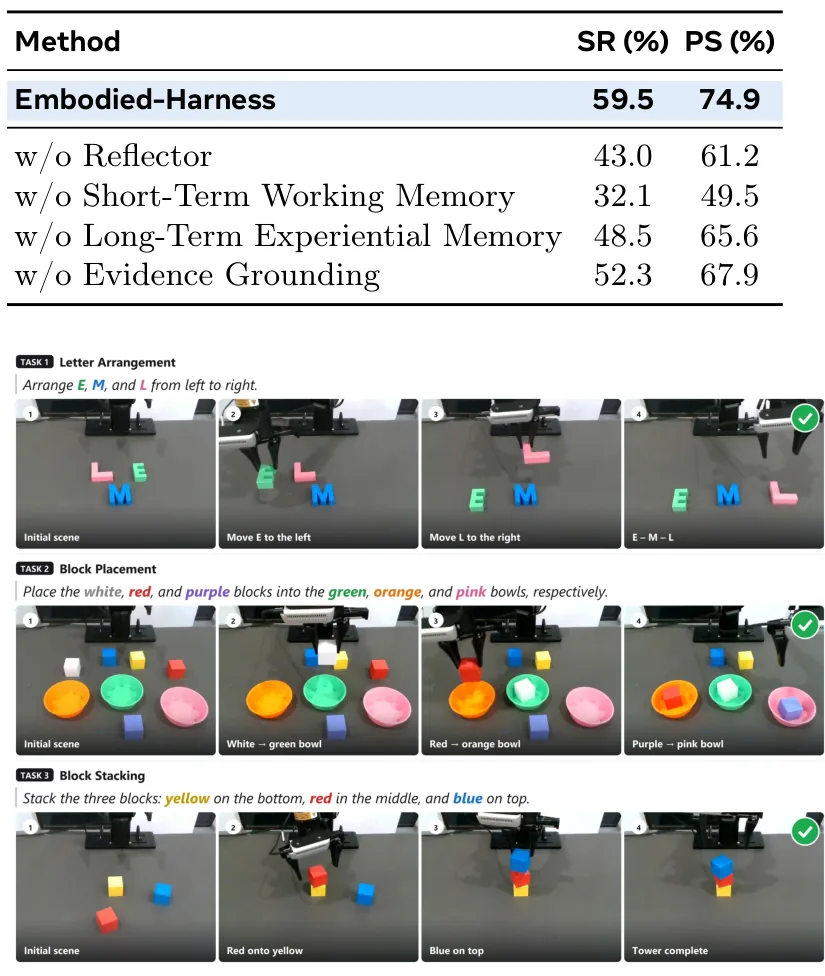 Method SR (%) PS (%)
Embodied-Harness 59.5 74.9
w/o Reflector 43.0 61.2
w/o Short-Term Working Memory 32.1 49.5
w/o Long-Term Experiential Memory 48.5 65.6
w/o Evidence Grounding 52.3 67.9
TASK 1 Letter Arrangement
Arrange E, M, and L from left to right.
1 2 3 4
L E M
E L M
L E M
E M L
Initial scene Move E to the left Move L to the right E – M – L
TASK 2 Block Placement
Place the white, red, and purple blocks into the green, orange, and pink bowls, respectively.
1 2 3 4
Initial scene White → green bowl Red → orange bowl Purple → pink bowl
TASK 3 Block Stacking
Stack the three blocks: yellow on the bottom, red in the middle, and blue on top.
1 2 3 4
Initial scene Red onto yellow Blue on top Tower complete